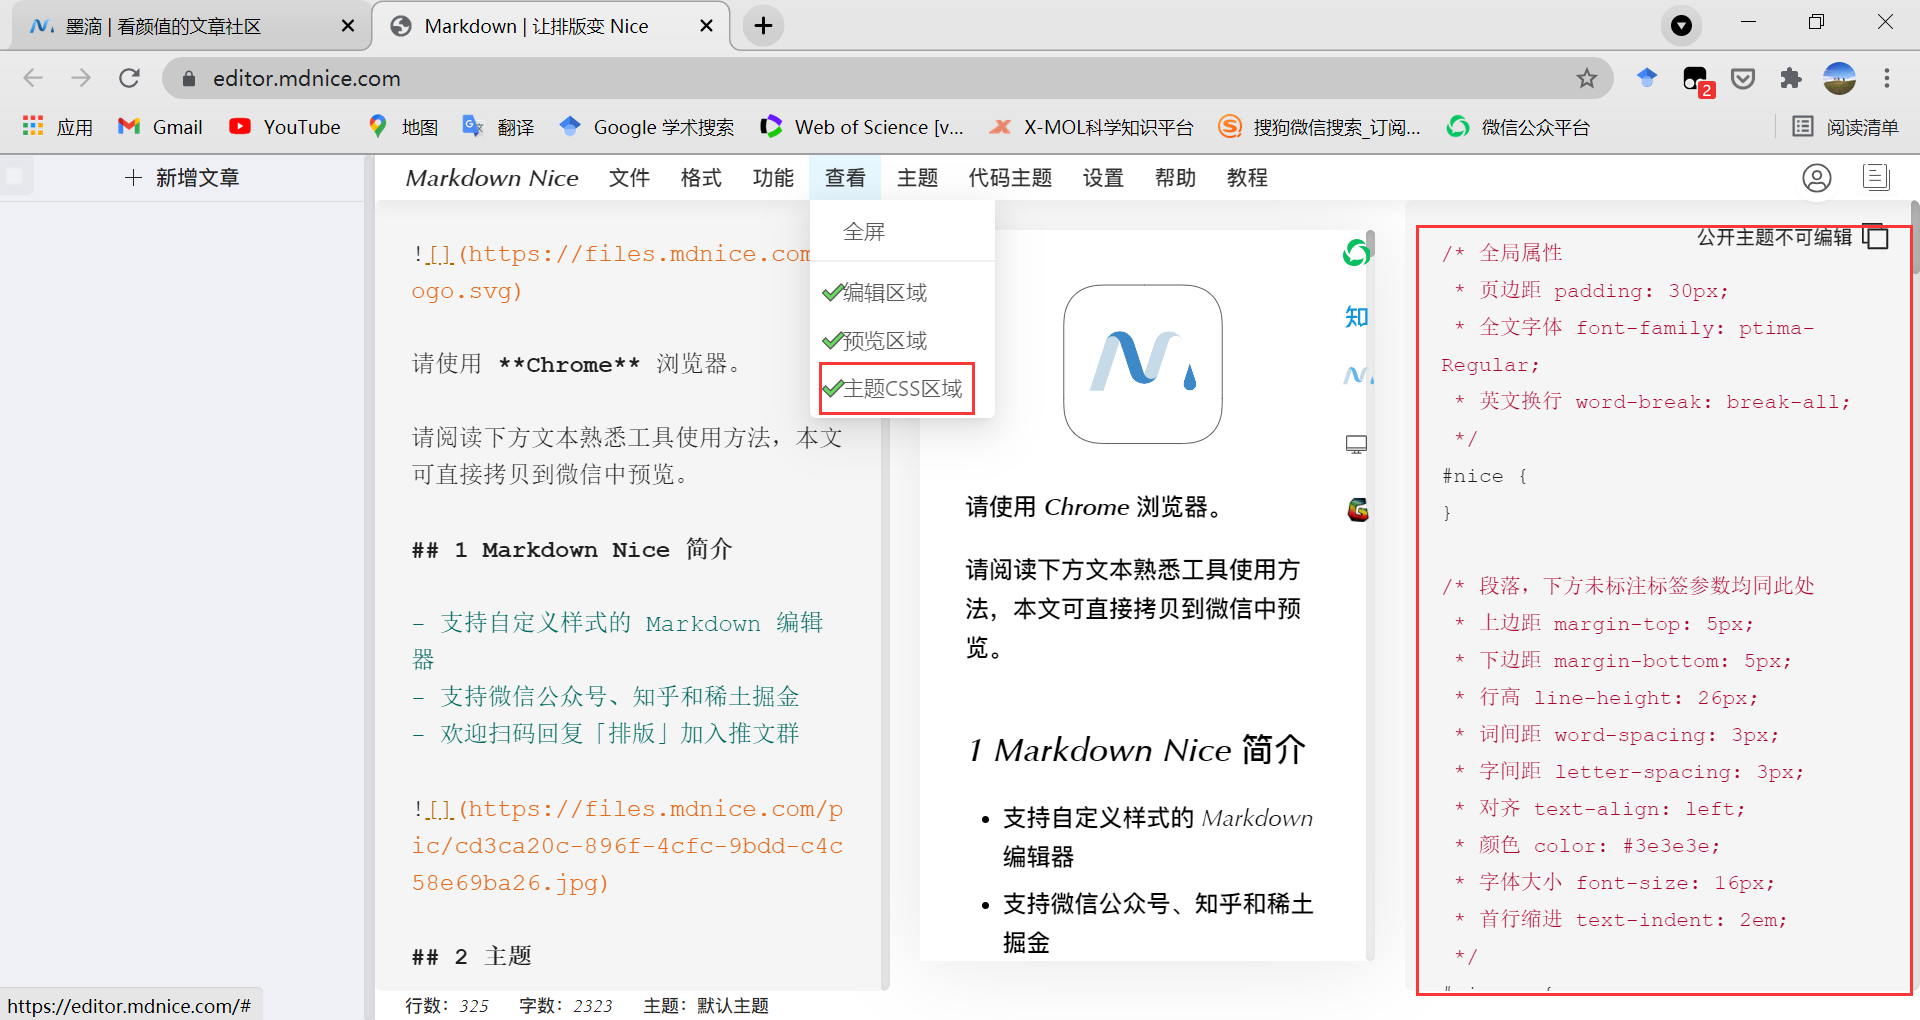 墨滴 | 看颜值的文章社区
Markdown | 让排版变 Nice
editor.mdnice.com
2
应用
Gmail
YouTube
地图
翻译
Google 学术搜索
Web of Science [v...
X-MOL科学知识平台
搜狗微信搜索_订阅...
微信公众平台
阅读清单
新增文章
Markdown Nice
文件
格式
功能
查看
主题
代码主题
设置
帮助
教程
全屏
编辑区域
预览区域
主题CSS区域
![](https://files.mdnice.com
ogo.svg)
请使用 **Chrome** 浏览器。
请阅读下方文本熟悉工具使用方法，本文
可直接拷贝到微信中预览。
## 1 Markdown Nice 简介
- 支持自定义样式的 Markdown 编辑
器
- 支持微信公众号、知乎和稀土掘金
- 欢迎扫码回复「排版」加入推文群
![](https://files.mdnice.com/p
ic/cd3ca20c-896f-4cfc-9bdd-c4c
58e69ba26.jpg)
## 2 主题
请使用 Chrome 浏览器。
请阅读下方文本熟悉工具使用方
法，本文可直接拷贝到微信中预
览。
1 Markdown Nice 简介
• 支持自定义样式的 Markdown
编辑器
• 支持微信公众号、知乎和稀土
掘金
知
公开主题不可编辑
/* 全局属性
* 页边距 padding: 30px;
* 全文字体 font-family: ptima-
Regular;
* 英文换行 word-break: break-all;
*/
#nice {
}
/* 段落，下方未标注标签参数均同此处
* 上边距 margin-top: 5px;
* 下边距 margin-bottom: 5px;
* 行高 line-height: 26px;
* 词间距 word-spacing: 3px;
* 字间距 letter-spacing: 3px;
* 对齐 text-align: left;
* 颜色 color: #3e3e3e;
* 字体大小 font-size: 16px;
* 首行缩进 text-indent: 2em;
*/
https://editor.mdnice.com/#
行数：325
字数：2323
主题：默认主题